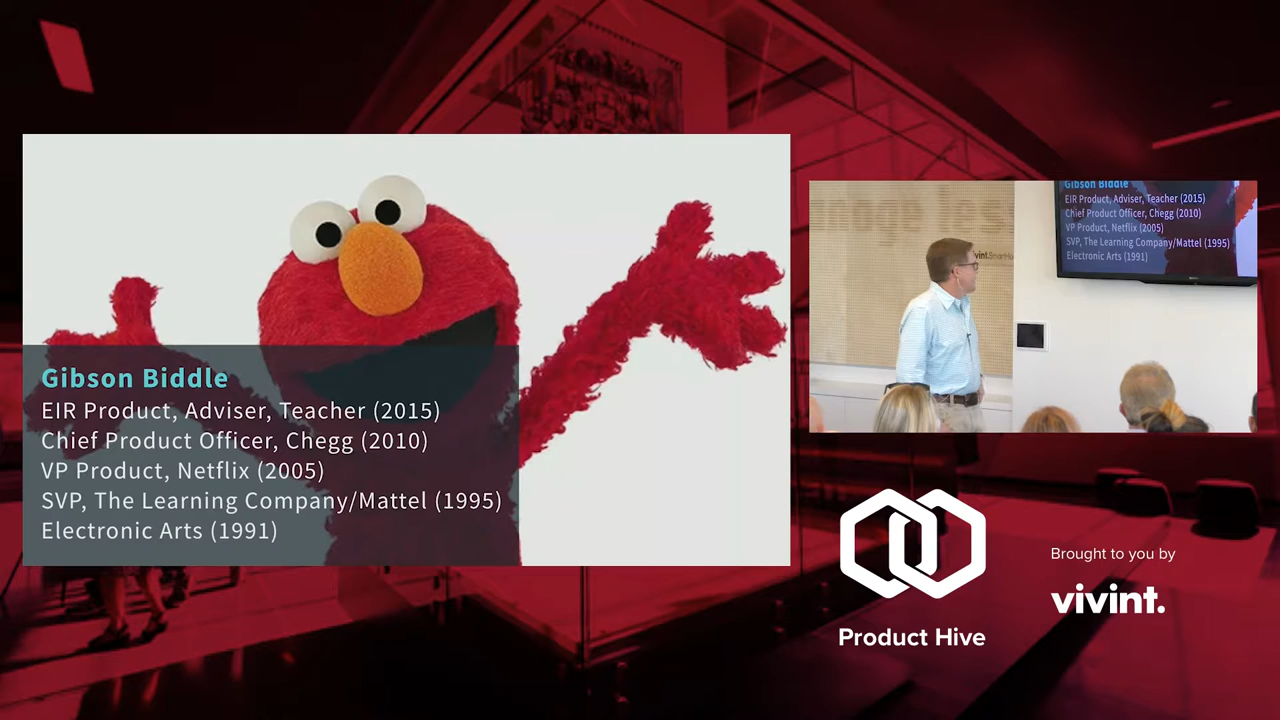 Gibson Biddle
EIR Product, Adviser, Teacher (2015)
Chief Product Officer, Chegg (2010)
VP Product, Netflix (2005)
SVP, The Learning Company/Mattel (1995)
Electronic Arts (1991)
Gibson Biddle
EIR Product, Adviser, Teacher (2015)
Chief Product Officer, Chegg (2010)
VP Product, Netflix (2005)
SVP, The Learning Company/Mattel (1995)
Electronic Arts (1991)
Product Hive
Brought to you by
vivint.